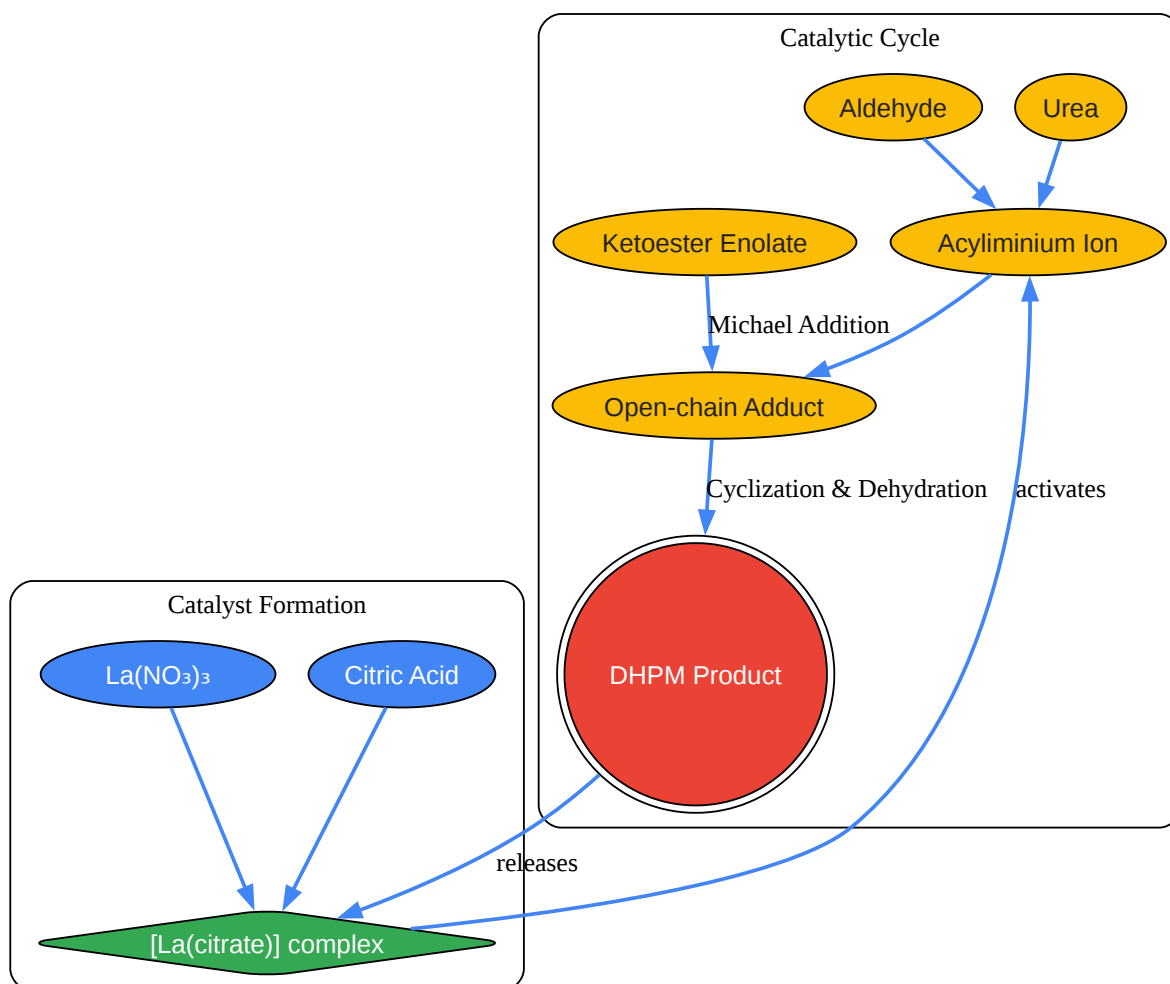 Catalytic Cycle
Aldehyde
Urea
Ketoester Enolate
Acyliminium Ion
Michael Addition
Open-chain Adduct
Cyclization & Dehydration
activates
DHPM Product
Catalyst Formation
La(NO₃)₃
Citric Acid
releases
[La(citrate)] complex